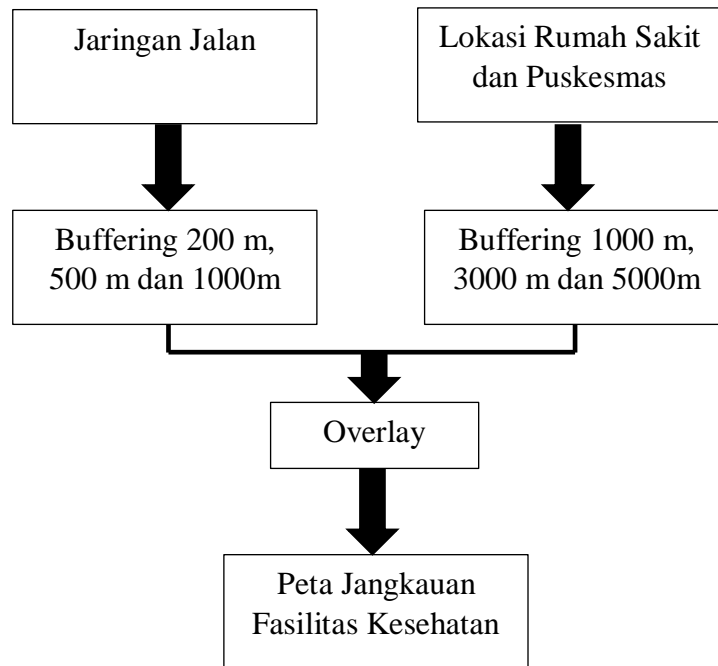 Jaringan Jalan
Lokasi Rumah Sakit
dan Puskesmas
Buffering 200 m,
500 m dan 1000m
Buffering 1000 m,
3000 m dan 5000m
Overlay
Peta Jangkauan
Fasilitas Kesehatan